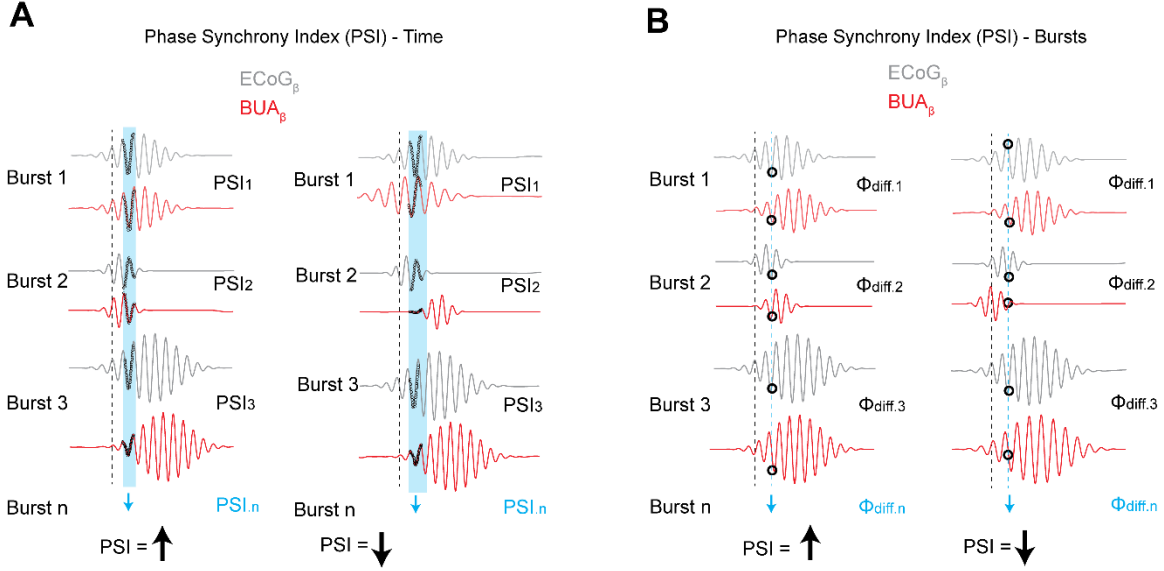 A
Phase Synchrony Index (PSI) - Time
ECoGβ
BUAβ
Burst 1
PSI1
Burst 2
PSI2
Burst 3
PSI3
Burst n
PSI.n
PSI =
Burst 1
PSI1
Burst 2
PSI2
Burst 3
PSI3
Burst n
PSI.n
PSI =
B
Phase Synchrony Index (PSI) - Bursts
ECoGβ
BUAβ
Burst 1
Φdiff.1
Burst 2
Φdiff.2
Burst 3
Φdiff.3
Burst n
Φdiff.n
PSI =
Φdiff.1
Φdiff.2
Φdiff.3
Φdiff.n
PSI =